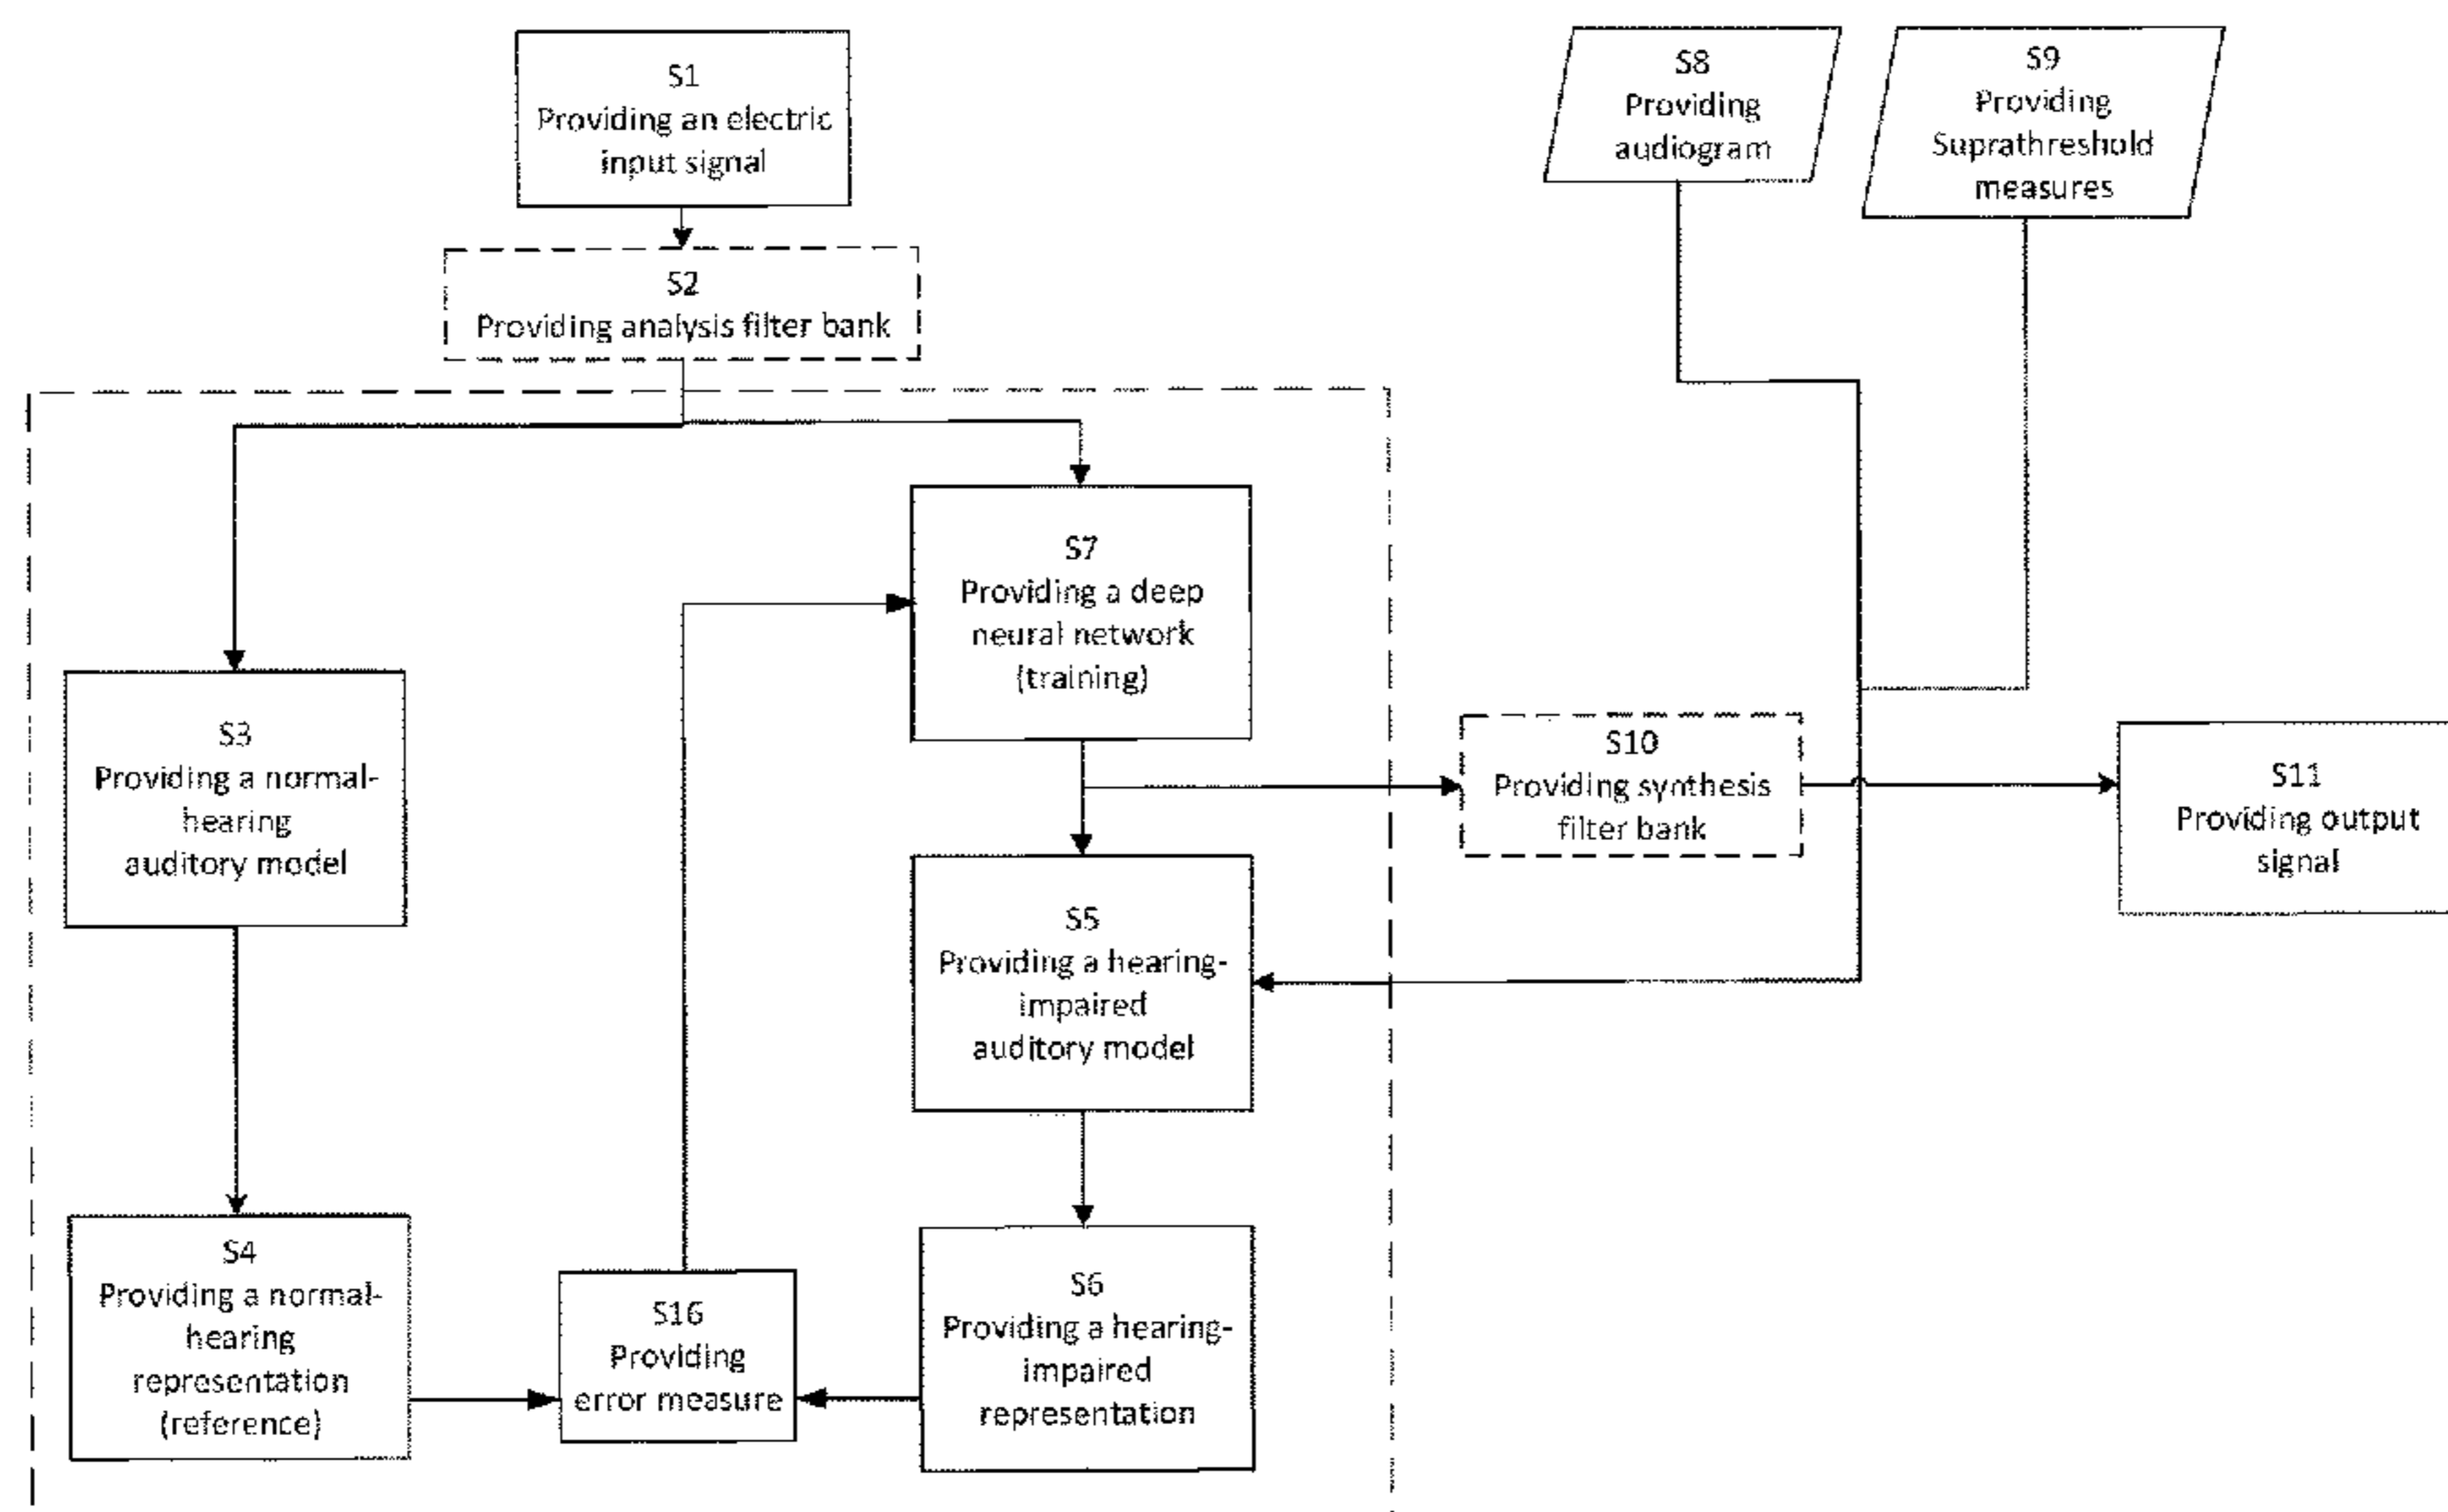 S1
Providing an electric
input signal
S8
Providing
audiogram
S9
Providing
Suprathreshold
measures
S2
Providing analysis filter bank
S7
Providing a deep
neural network
(training)
S3
Providing a normal-
hearing
auditory model
S10
Providing synthesis
filter bank
S11
Providing output
signal
S5
Providing a hearing-
impaired
auditory model
S4
Providing a normal-
hearing
representation
(reference)
S16
Providing
error measure
S6
Providing a hearing-
impaired
representation